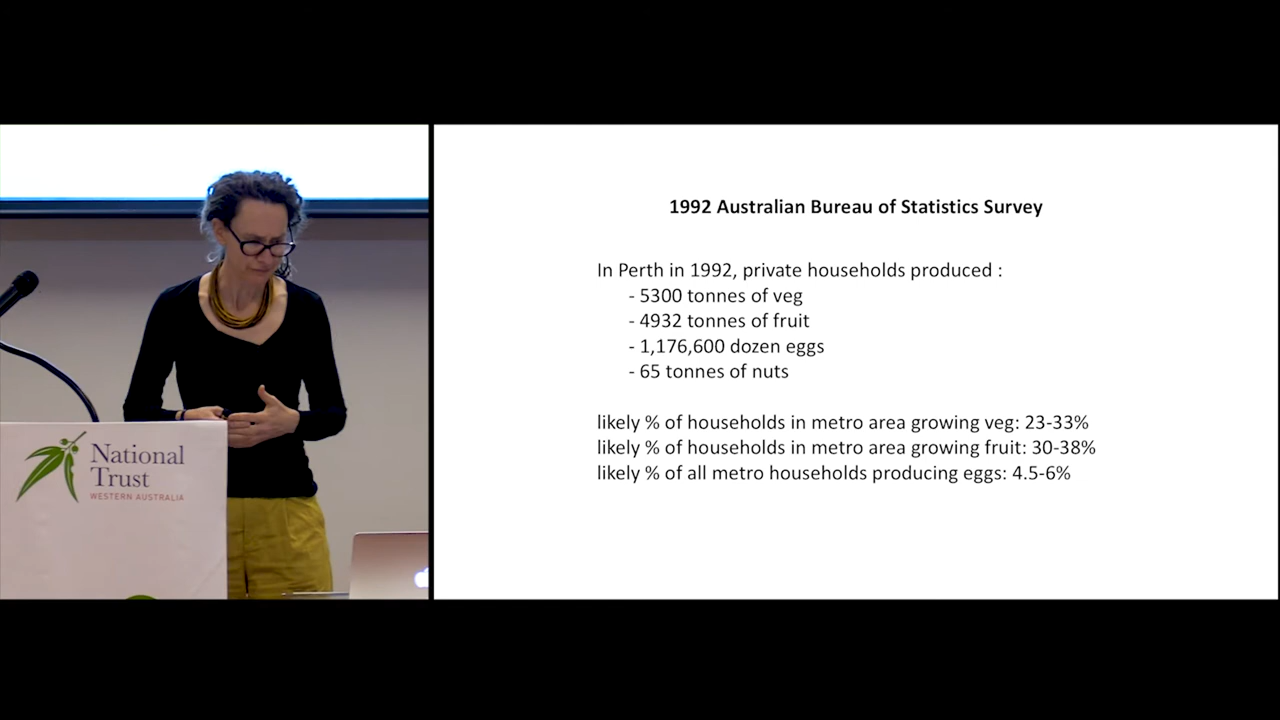 National
Trust
WESTERN AUSTRALIA
1992 Australian Bureau of Statistics Survey
In Perth in 1992, private households produced :
- 5300 tonnes of veg
- 4932 tonnes of fruit
- 1,176,600 dozen eggs
- 65 tonnes of nuts
likely % of households in metro area growing veg: 23-33%
likely % of households in metro area growing fruit: 30-38%
likely % of all metro households producing eggs: 4.5-6%